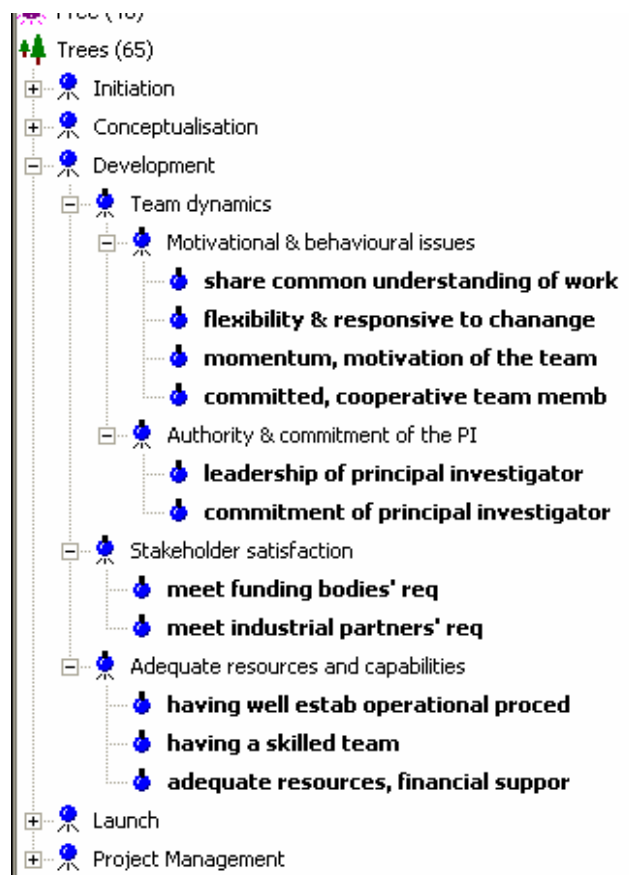 Trees (65)
Initiation
Conceptualisation
Development
Team dynamics
Motivational & behavioural issues
share common understanding of work
flexibility & responsive to chanange
momentum, motivation of the team
committed, cooperative team memb
Authority & commitment of the PI
leadership of principal investigator
commitment of principal investigator
Stakeholder satisfaction
meet funding bodies' req
meet industrial partners' req
Adequate resources and capabilities
having well estab operational proced
having a skilled team
adequate resources, financial suppor
Launch
Project Management